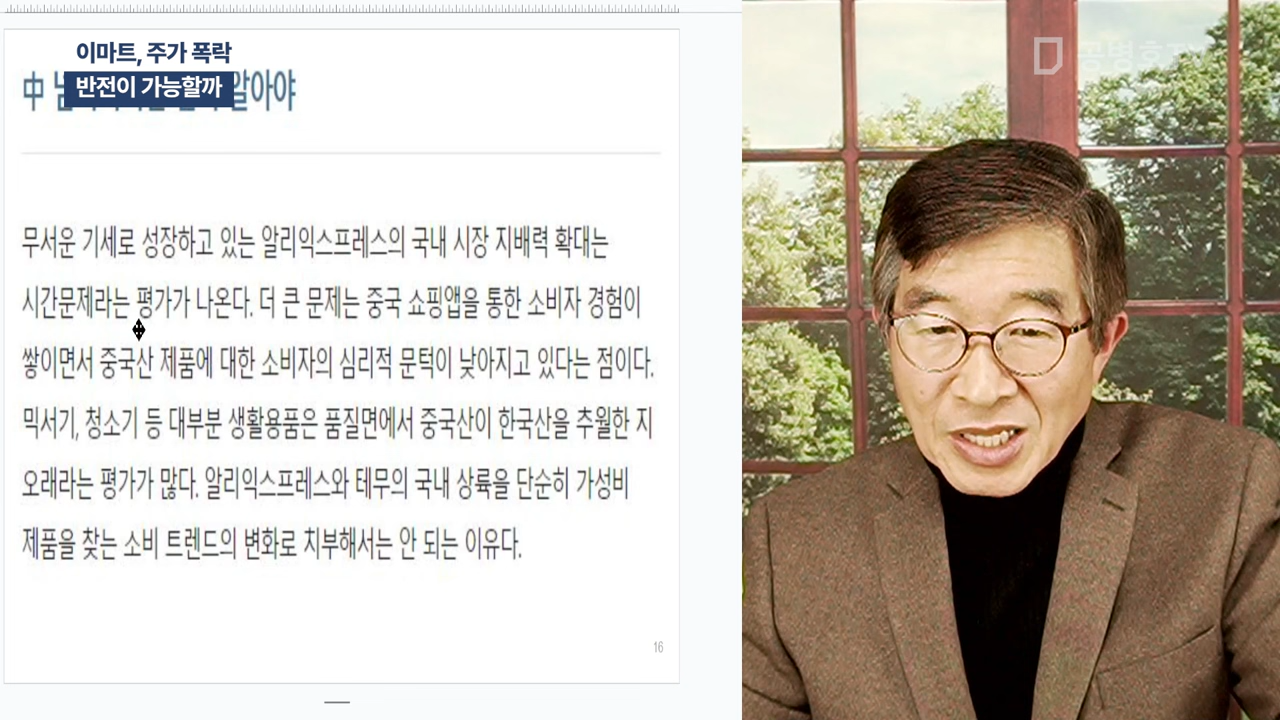 이마트, 주가 폭락
반전이 가능할까
中 알아야
공병호TV
무서운 기세로 성장하고 있는 알리익스프레스의 국내 시장 지배력 확대는
시간문제라는 평가가 나온다. 더 큰 문제는 중국 쇼핑앱을 통한 소비자 경험이
쌓이면서 중국산 제품에 대한 소비자의 심리적 문턱이 낮아지고 있다는 점이다.
믹서기, 청소기 등 대부분 생활용품은 품질면에서 중국산이 한국산을 추월한 지
오래라는 평가가 많다. 알리익스프레스와 테무의 국내 상륙을 단순히 가성비
제품을 찾는 소비 트렌드의 변화로 치부해서는 안 되는 이유다.
16